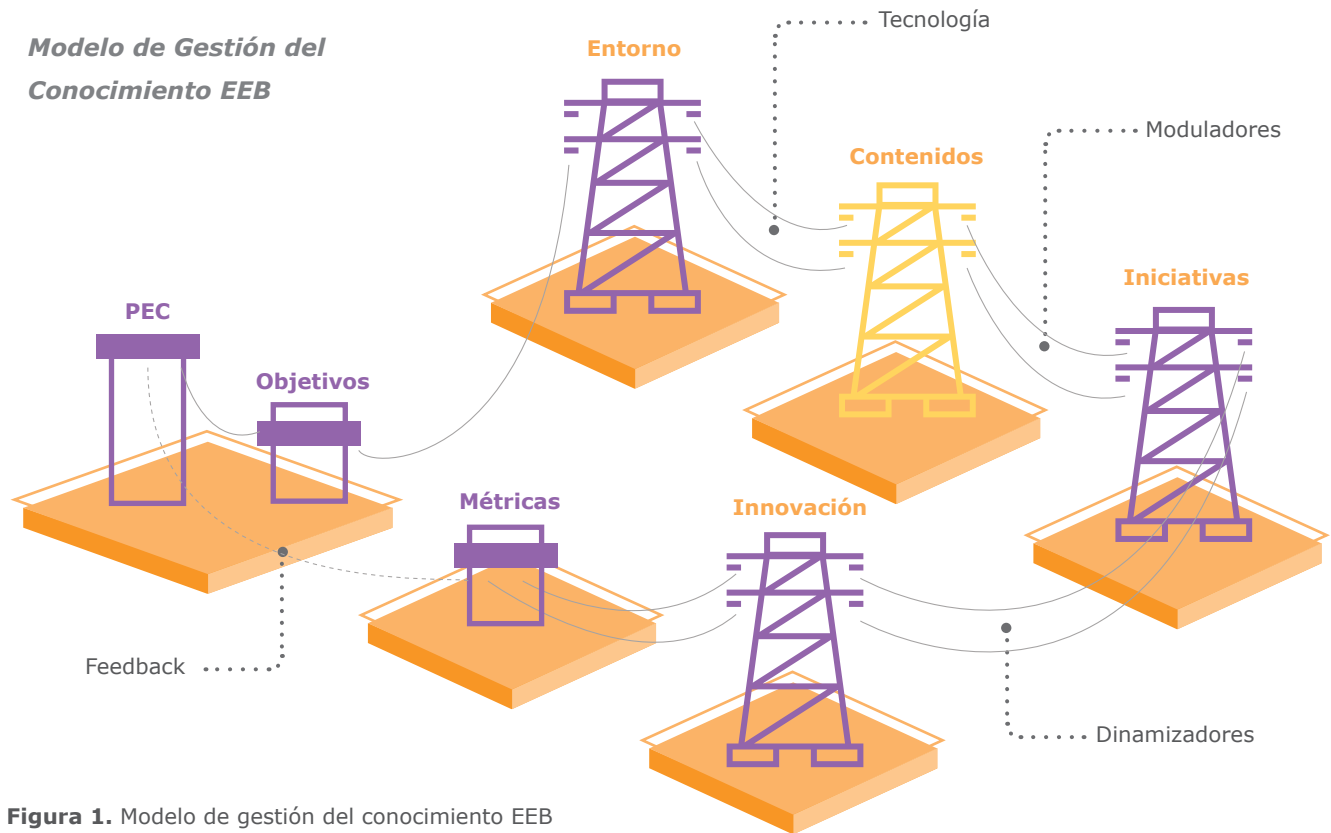 Modelo de Gestión del
Conocimiento EEB
Entorno
Tecnología
Moduladores
Contenidos
Iniciativas
PEC
Objetivos
Métricas
Innovación
Feedback
Dinamizadores
Figura 1. Modelo de gestión del conocimiento EEB